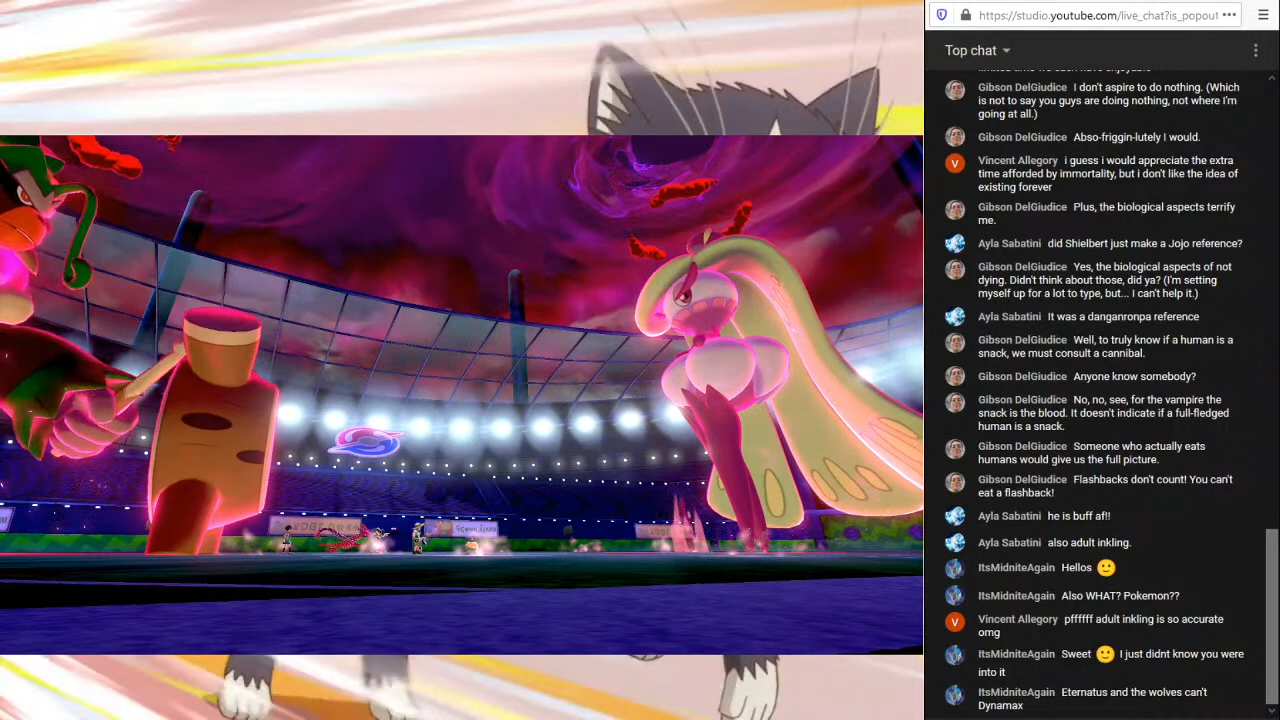 https://studio.youtube.com/live_chat?is_popout
Top chat
Gibson DelGiudice I don't aspire to do nothing. (Which
is not to say you guys are doing nothing, not where I'm
going at all.)
Gibson DelGiudice Abso-friggin-lutely I would.
V
Vincent Allegory i guess i would appreciate the extra
time afforded by immortality, but i don't like the idea of
existing forever
Gibson DelGiudice Plus, the biological aspects terrify
me.
Ayla Sabatini did Shielbert just make a Jojo reference?
Gibson DelGiudice Yes, the biological aspects of not
dying. Didn't think about those, did ya? (I'm setting
myself up for a lot to type, but... I can't help it.)
Ayla Sabatini It was a danganronpa reference
Gibson DelGiudice Well, to truly know if a human is a
snack, we must consult a cannibal.
Gibson DelGiudice Anyone know somebody?
Gibson DelGiudice No, no, see, for the vampire the
snack is the blood. It doesn't indicate if a full-fledged
human is a snack.
Gibson DelGiudice Someone who actually eats
humans would give us the full picture.
Gibson DelGiudice Flashbacks don't count! You can't
eat a flashback!
Ayla Sabatini he is buff af!!
Ayla Sabatini also adult inkling.
ItsMidniteAgain Hellos 🙂
ItsMidniteAgain Also WHAT? Pokemon??
V
Vincent Allegory pffffff adult inkling is so accurate
omg
ItsMidniteAgain Sweet 🙂 I just didnt know you were
into it
ItsMidniteAgain Eternatus and the wolves can't
Dynamax